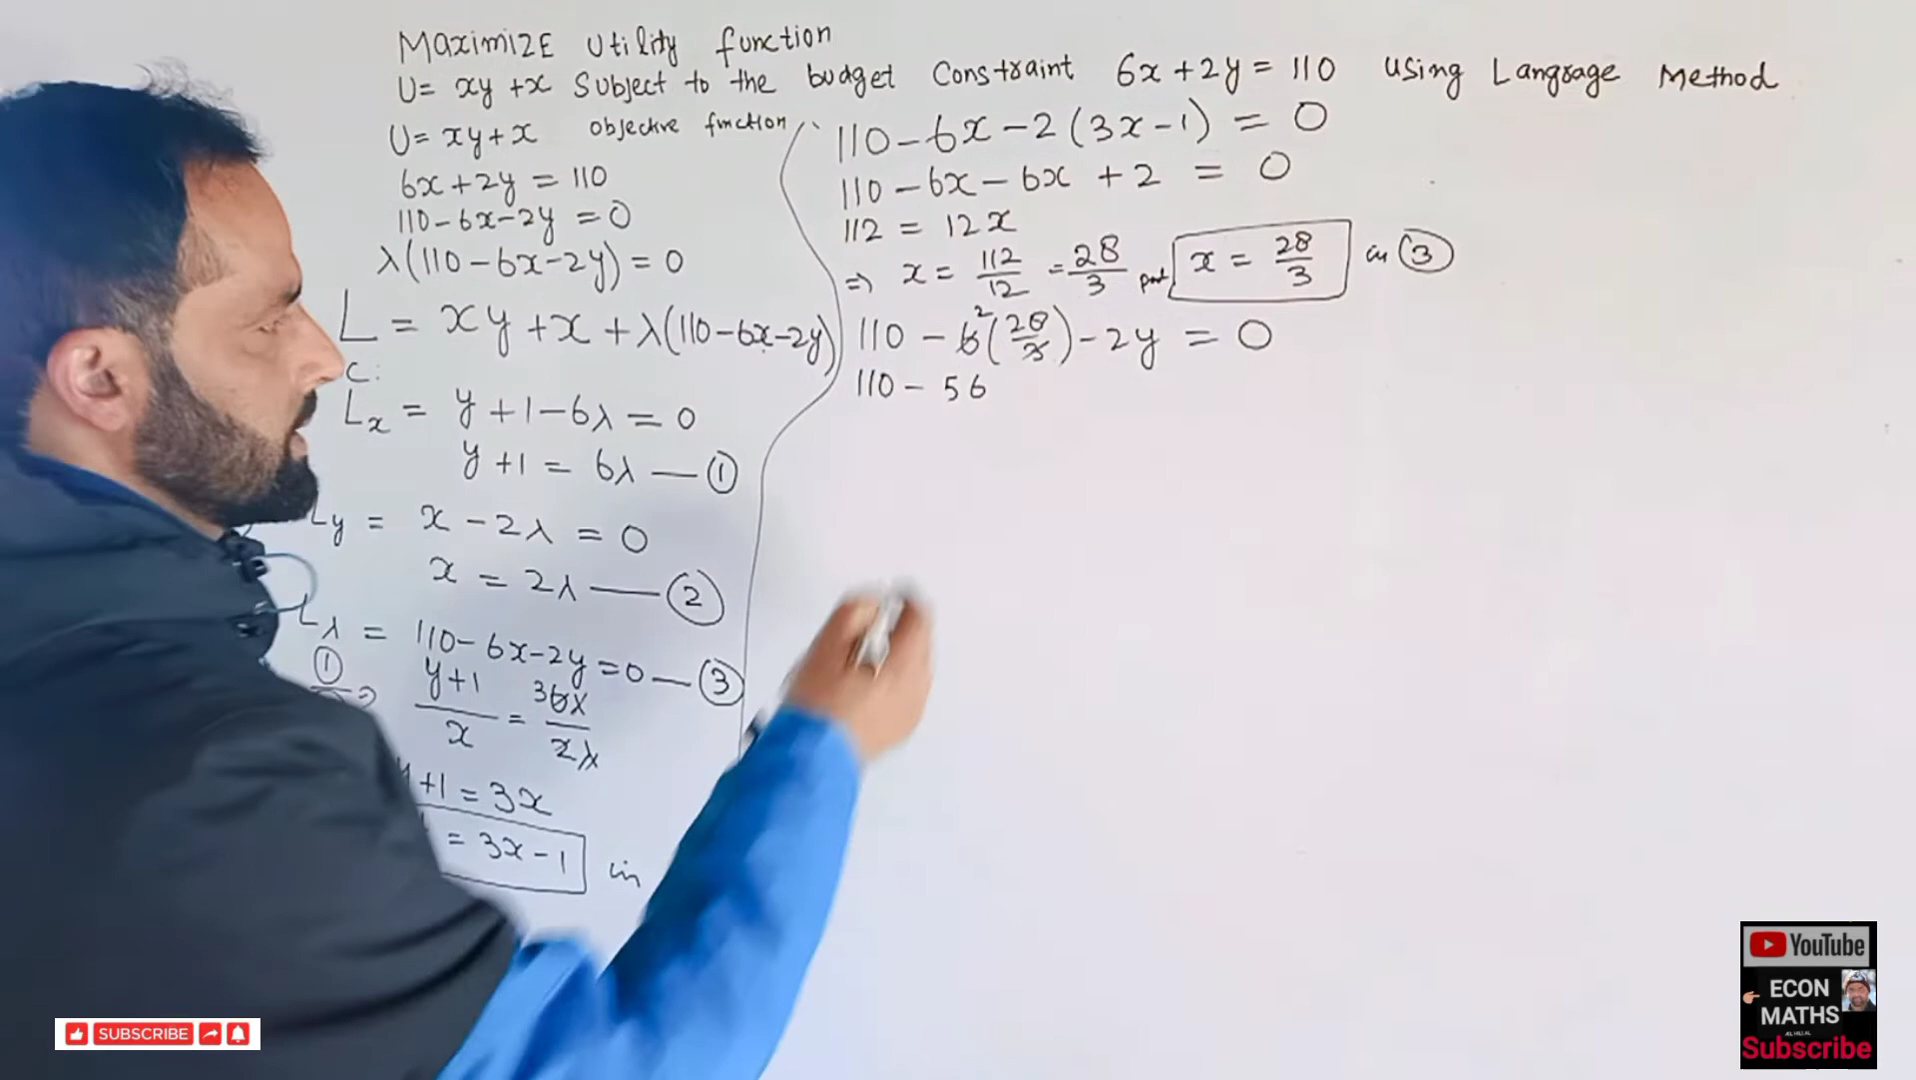 MAXIMIZE Utility function
U = xy + x Subject to the budget Constraint 6x + 2y = 110 using Langrage Method
U = xy + x objective function
6x + 2y = 110
110 - 6x - 2y = 0
λ(110 - 6x - 2y) = 0
L = xy + x + λ(110 - 6x - 2y)
C:
Lx = y + 1 - 6λ = 0
y + 1 = 6λ — ①
Ly = x - 2λ = 0
x = 2λ — ②
Lλ = 110 - 6x - 2y = 0 — ③
① ⇒ y+1/x = 3 6λ/2λ
+1 = 3x
= 3x - 1 in
110 - 6x - 2(3x - 1) = 0
110 - 6x - 6x + 2 = 0
112 = 12x
⇒ x = 112/12 = 28/3 put x = 28/3 in ③
110 - 6²(28/3) - 2y = 0
110 - 56
SUBSCRIBE
YouTube
ECON
MATHS
Subscribe